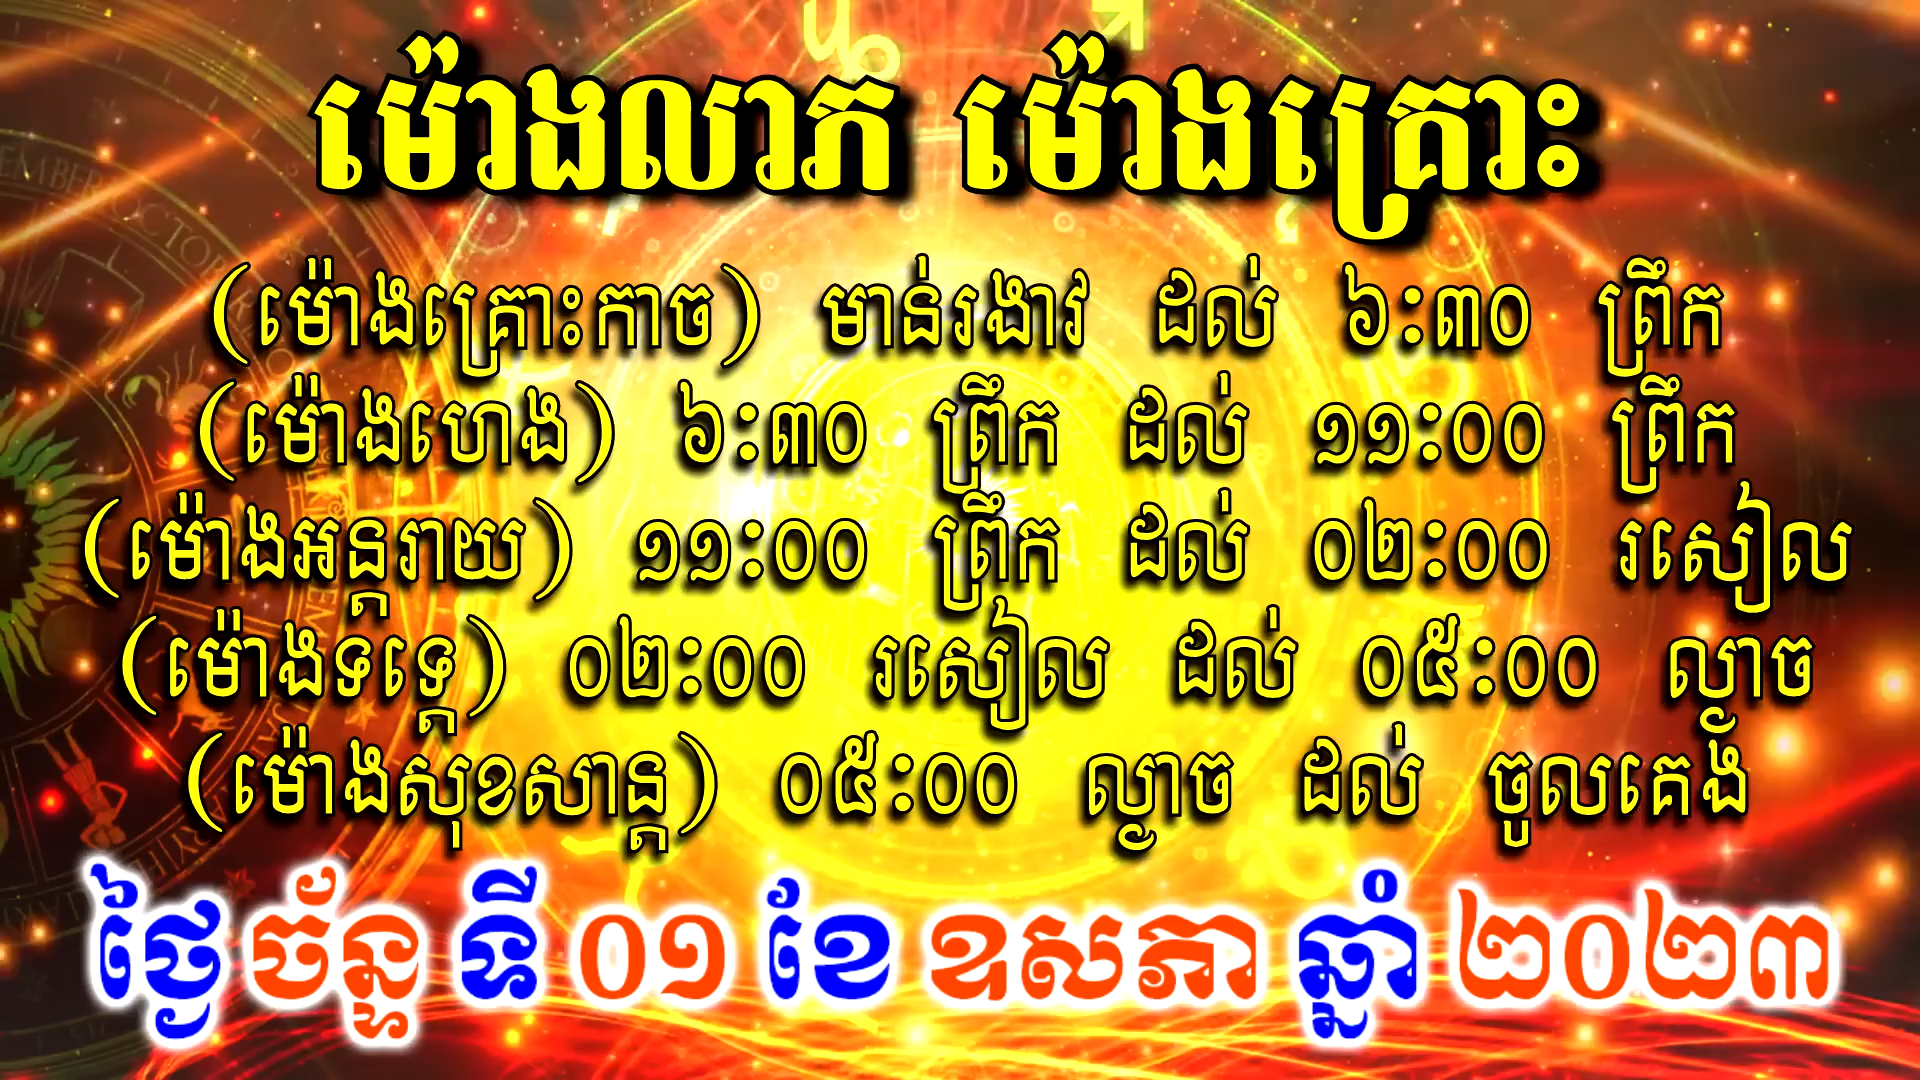 ម៉ោងលាភ ម៉ោងគ្រោះ
(ម៉ោងគ្រោះកាច) មាន់រងាវ ដល់ ៦:៣០ ព្រឹក
(ម៉ោងហេង) ៦:៣០ ព្រឹក ដល់ ១១:០០ ព្រឹក
(ម៉ោងអន្តរាយ) ១១:០០ ព្រឹក ដល់ ០២:០០ រសៀល
(ម៉ោងទទ្តេ) ០២:០០ រសៀល ដល់ ០៥:០០ ល្ងាច
(ម៉ោងសុខសាន្ត) ០៥:០០ ល្ងាច ដល់ ចូលគេង
ថ្ងៃ ច័ន្ទ ទី ០១ ខែ ឧសភា ឆ្នាំ ២០២៣